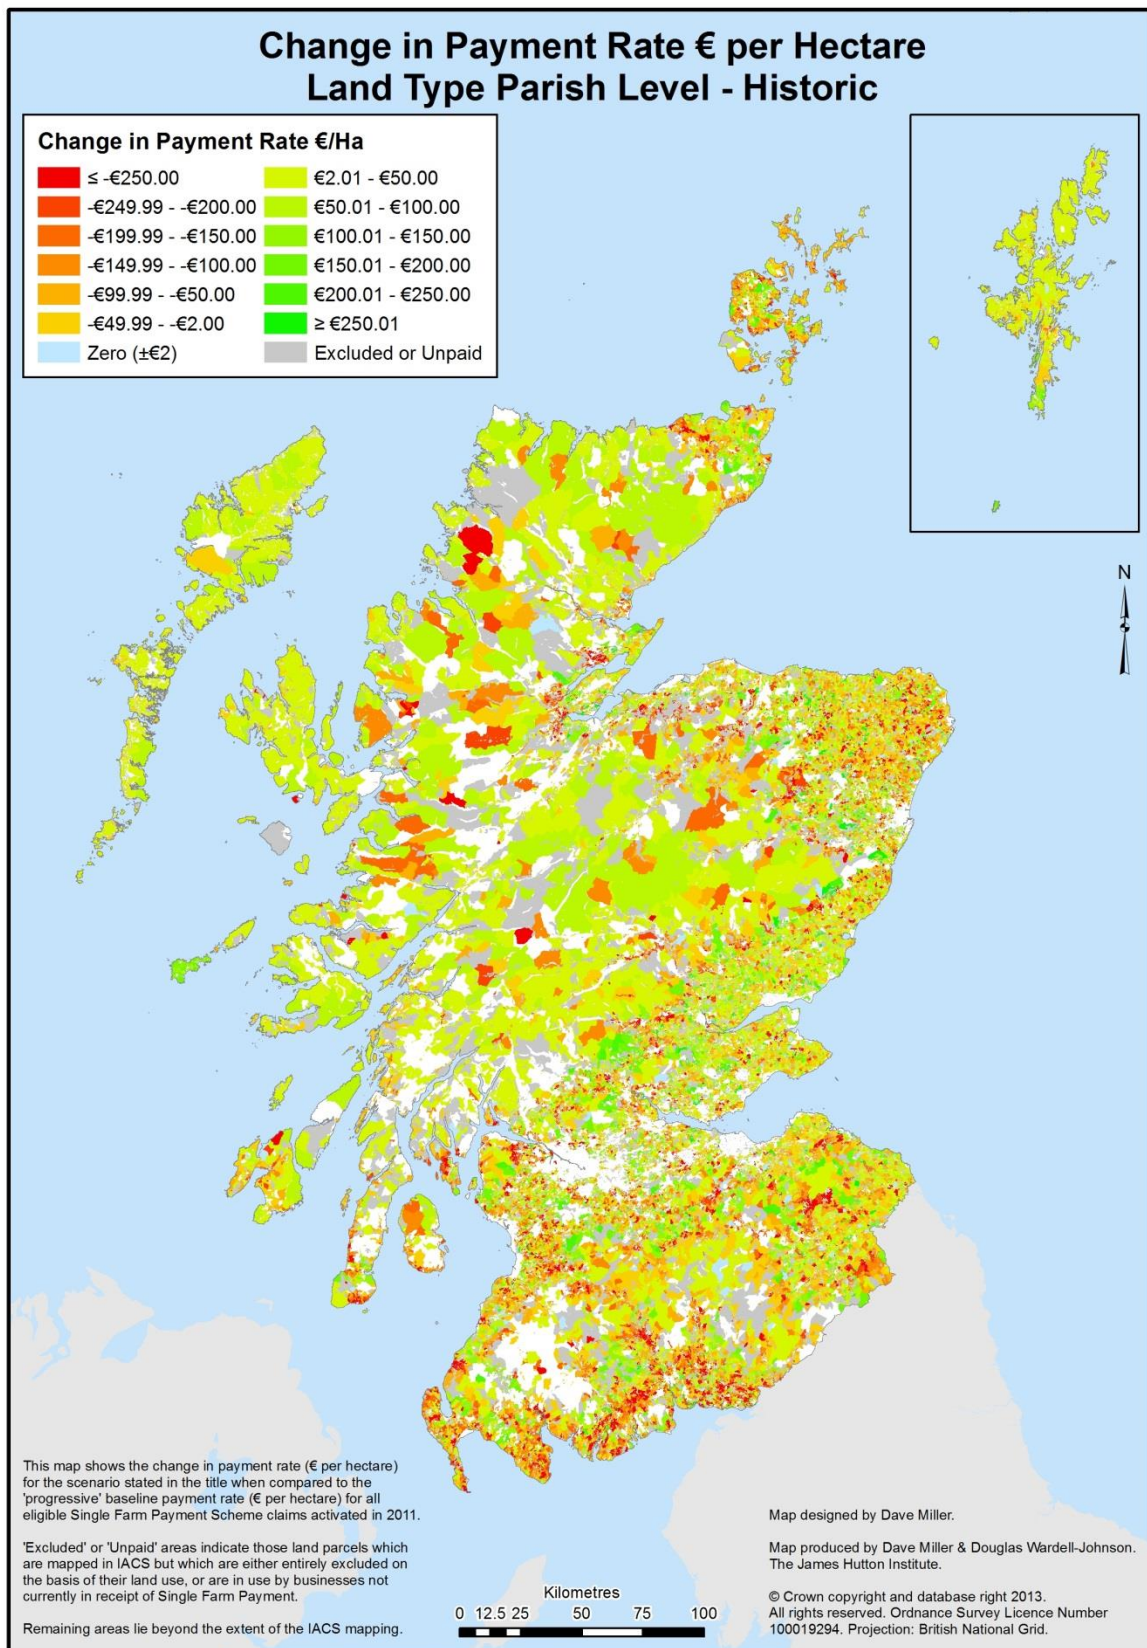 Change in Payment Rate € per Hectare
Land Type Parish Level - Historic
Change in Payment Rate €/Ha
≤ -€250.00
-€249.99 - -€200.00
-€199.99 - -€150.00
-€149.99 - -€100.00
-€99.99 - -€50.00
-€49.99 - -€2.00
Zero (±€2)
€2.01 - €50.00
€50.01 - €100.00
€100.01 - €150.00
€150.01 - €200.00
€200.01 - €250.00
≥ €250.01
Excluded or Unpaid
N
This map shows the change in payment rate (€ per hectare)
for the scenario stated in the title when compared to the
'progressive' baseline payment rate (€ per hectare) for all
eligible Single Farm Payment Scheme claims activated in 2011.
'Excluded' or 'Unpaid' areas indicate those land parcels which
are mapped in IACS but which are either entirely excluded on
the basis of their land use, or are in use by businesses not
currently in receipt of Single Farm Payment.
Remaining areas lie beyond the extent of the IACS mapping.
Kilometres
0 12.5 25 50 75 100
Map designed by Dave Miller.
Map produced by Dave Miller & Douglas Wardell-Johnson.
The James Hutton Institute.
© Crown copyright and database right 2013.
All rights reserved. Ordnance Survey Licence Number
100019294. Projection: British National Grid.